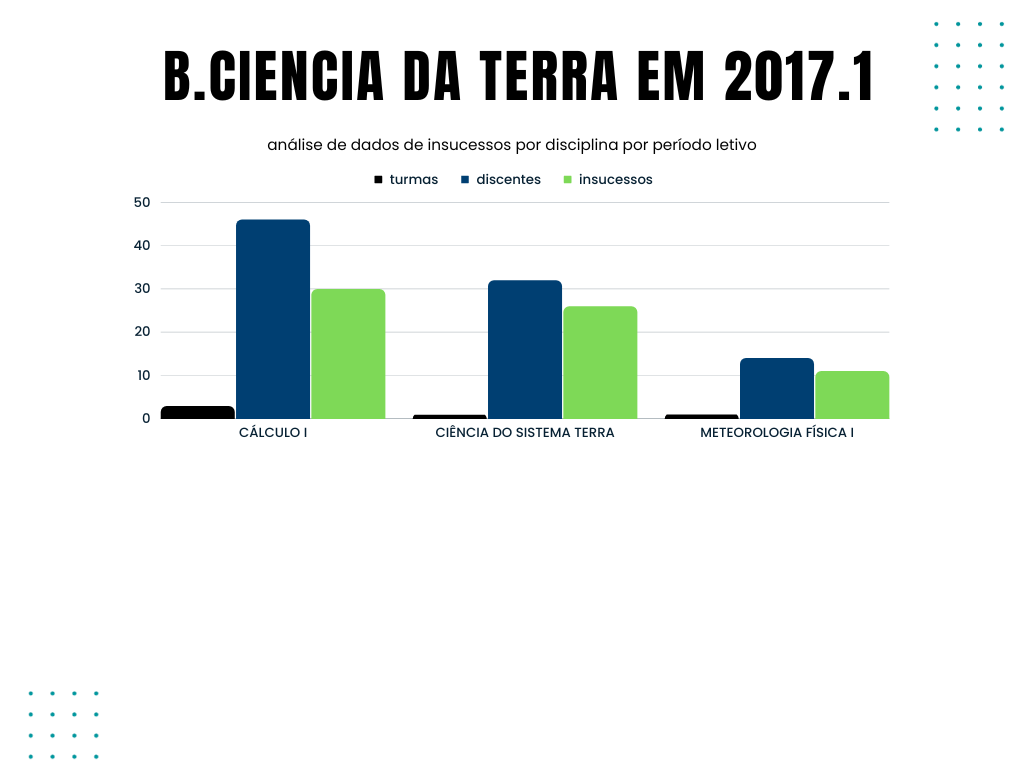 B.CIENCIA DA TERRA EM 2017.1
análise de dados de insucessos por disciplina por período letivo
turmas discentes insucessos
50
40
30
20
10
0
CÁLCULO I CIÊNCIA DO SISTEMA TERRA METEOROLOGIA FÍSICA I